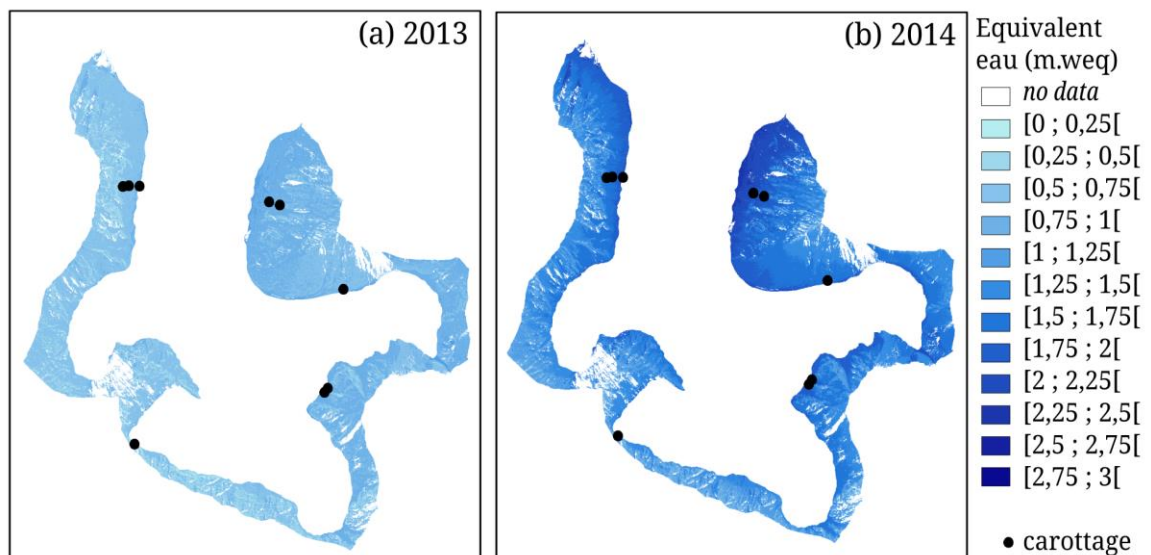 (a) 2013
(b) 2014
Equivalent
eau (m.weq)
no data
[0 ; 0,25[
[0,25 ; 0,5[
[0,5 ; 0,75[
[0,75 ; 1[
[1 ; 1,25[
[1,25 ; 1,5[
[1,5 ; 1,75[
[1,75 ; 2[
[2 ; 2,25[
[2,25 ; 2,5[
[2,5 ; 2,75[
[2,75 ; 3[
carottage